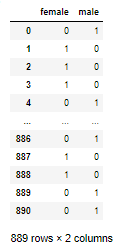 female male
0 0 1
1 1 0
2 1 0
3 1 0
4 0 1
... ... ...
886 0 1
887 1 0
888 1 0
889 0 1
890 0 1
889 rows × 2 columns